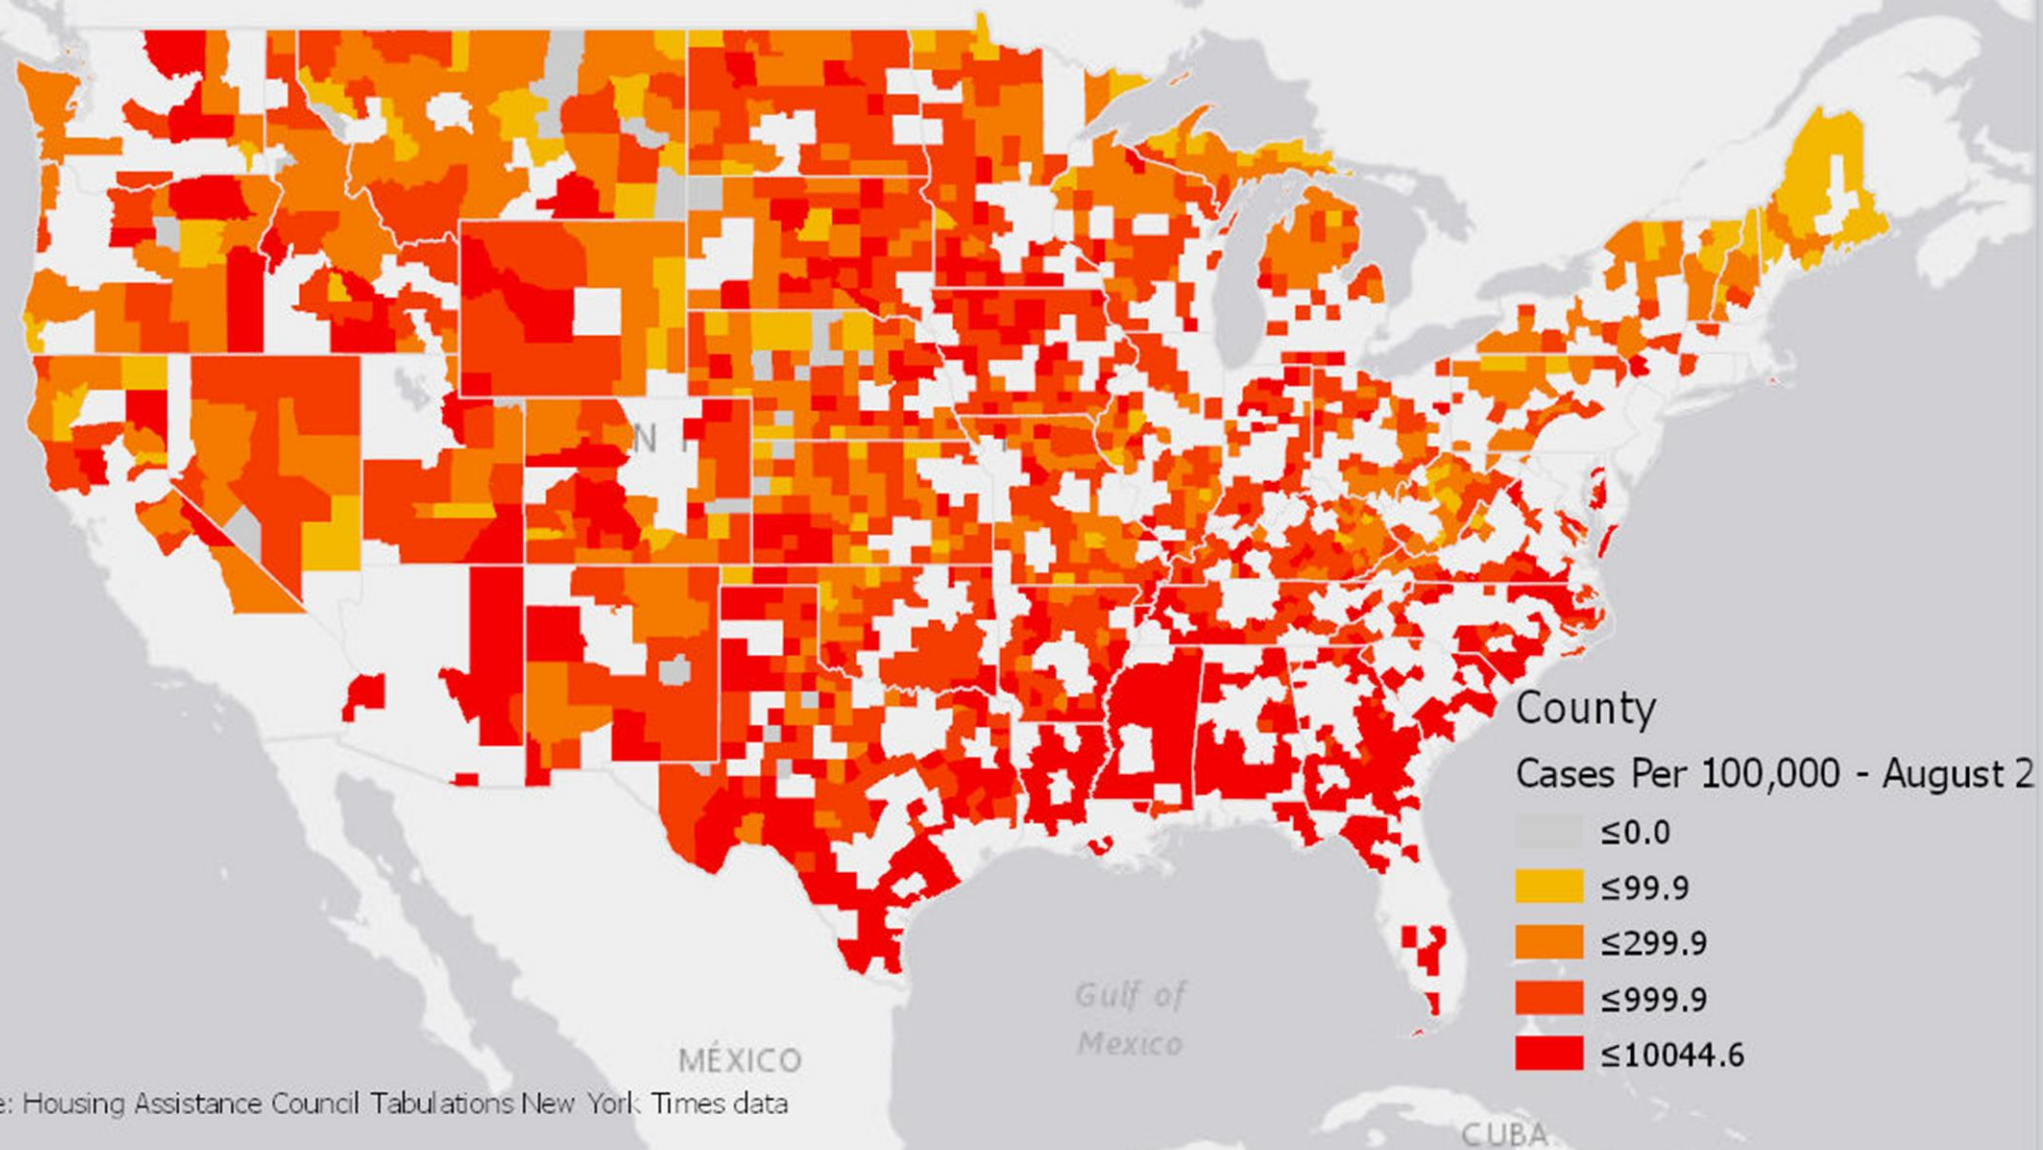 N
County
Cases Per 100,000 - August 2
≤0.0
≤99.9
≤299.9
≤999.9
≤10044.6
Gulf of
Mexico
MÉXICO
e: Housing Assistance Council Tabulations New York Times data
CUBA